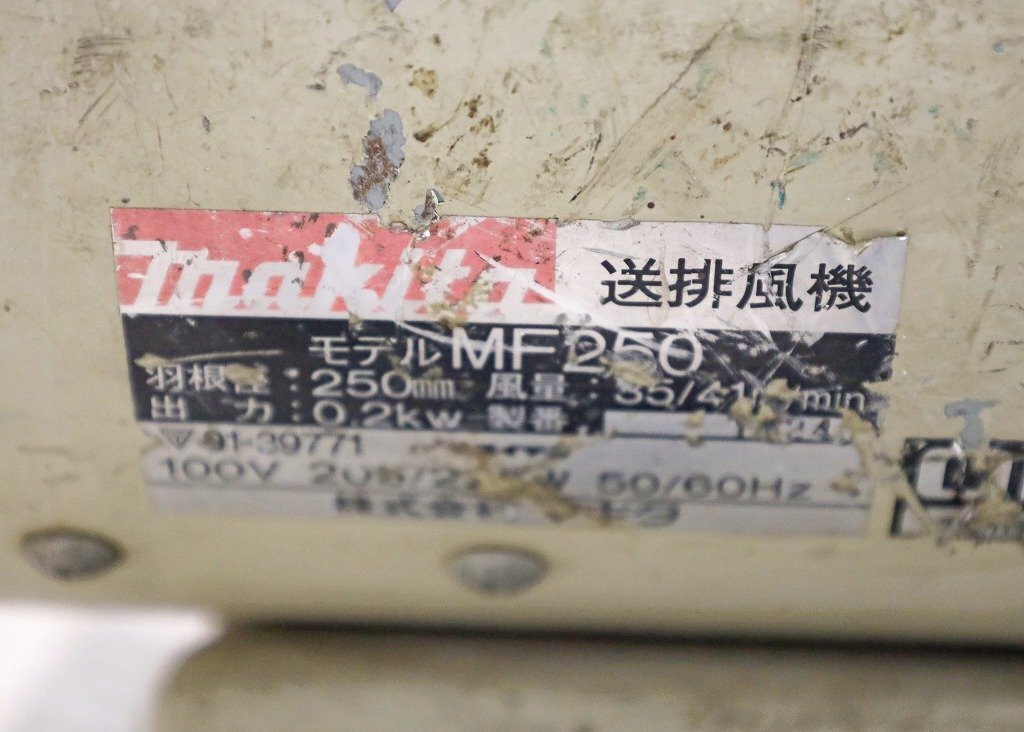 makita 送排風機
モデル MF250
羽根径：250mm 風量：35/41m³/min
出 力：0.2kw 製番
91-39771
100V 50/60Hz
株式会社